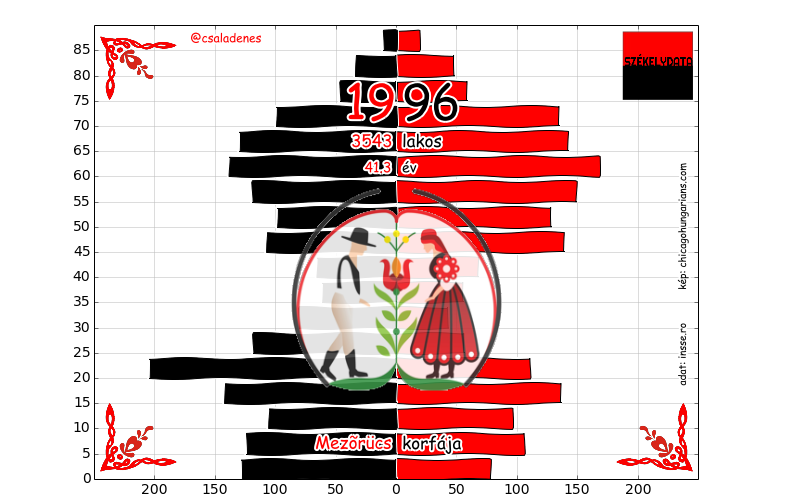 @csaladenes
SZÉKELYDATA
1996
3543 lakos
41,3 év
kép: chicagohungarians.com
adat: insse.ro
Mezőrücs korfája
85
80
75
70
65
60
55
50
45
40
35
30
25
20
15
10
5
0
200 150 100 50 0 50 100 150 200